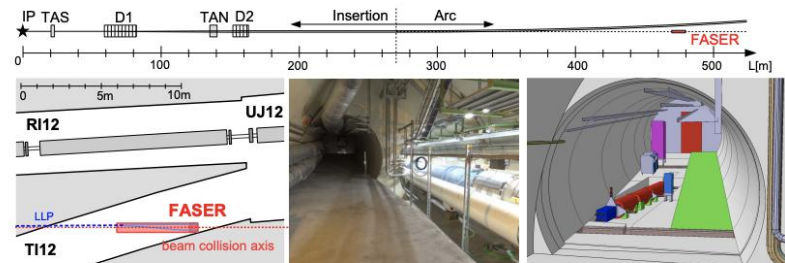 IP TAS D1 TAN D2 Insertion Arc
FASER
0 100 200 300 400 500 L[m]
0 5m 10m
RI12 UJ12
FASER
LLP
beam collision axis
TI12